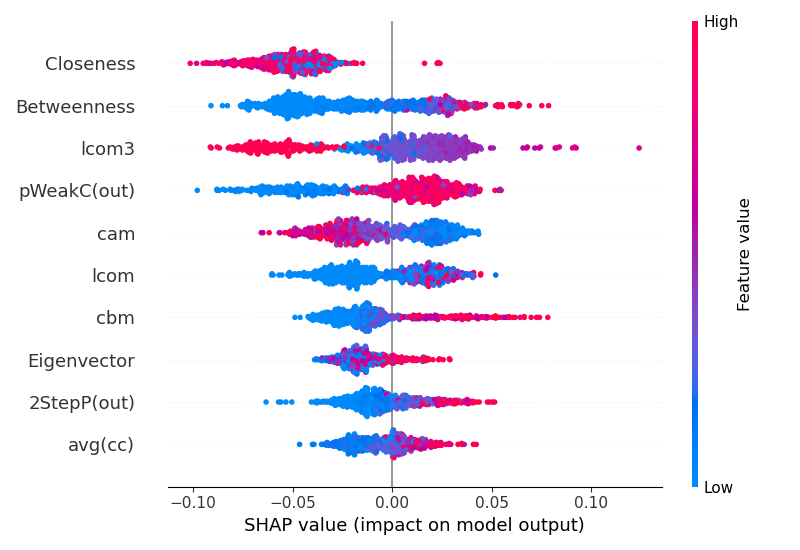 High
Closeness
Betweenness
lcom3
pWeakC(out)
cam
lcom
cbm
Eigenvector
2StepP(out)
avg(cc)
Feature value
Low
−0.10 −0.05 0.00 0.05 0.10
SHAP value (impact on model output)